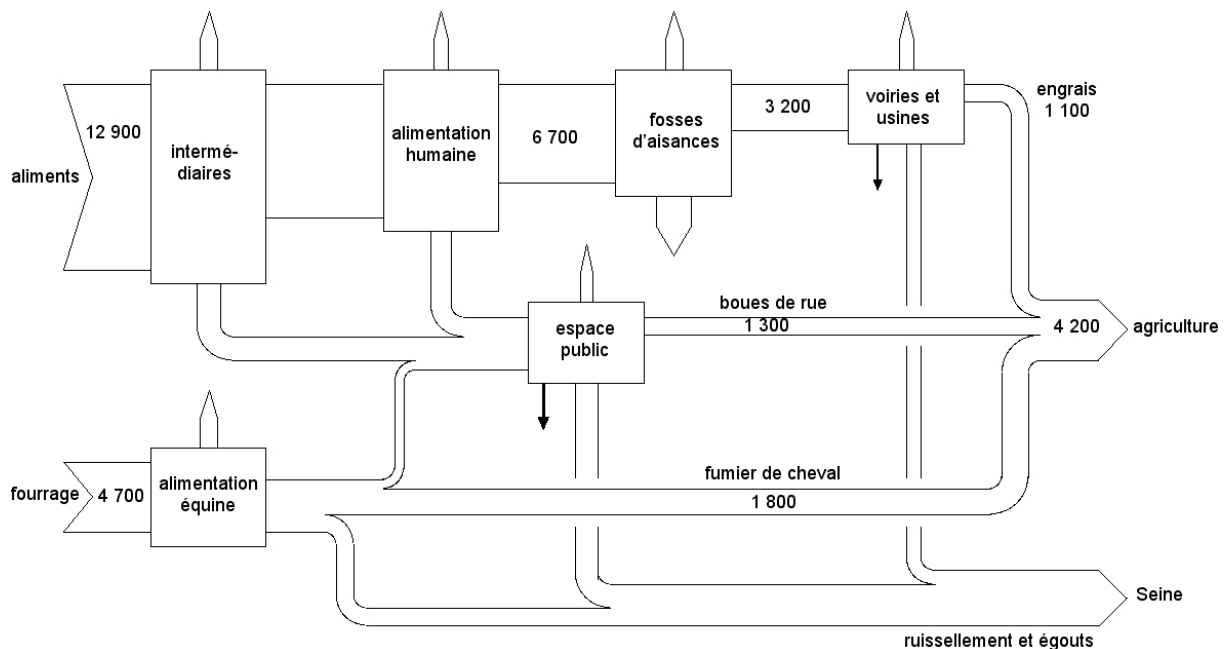 12 900
aliments
intermé-
diaires
alimentation
humaine
6 700
fosses
d'aisances
3 200
voiries et
usines
engrais
1 100
espace
public
boues de rue
1 300
4 200
agriculture
fourrage
4 700
alimentation
équine
fumier de cheval
1 800
Seine
ruissellement et égouts